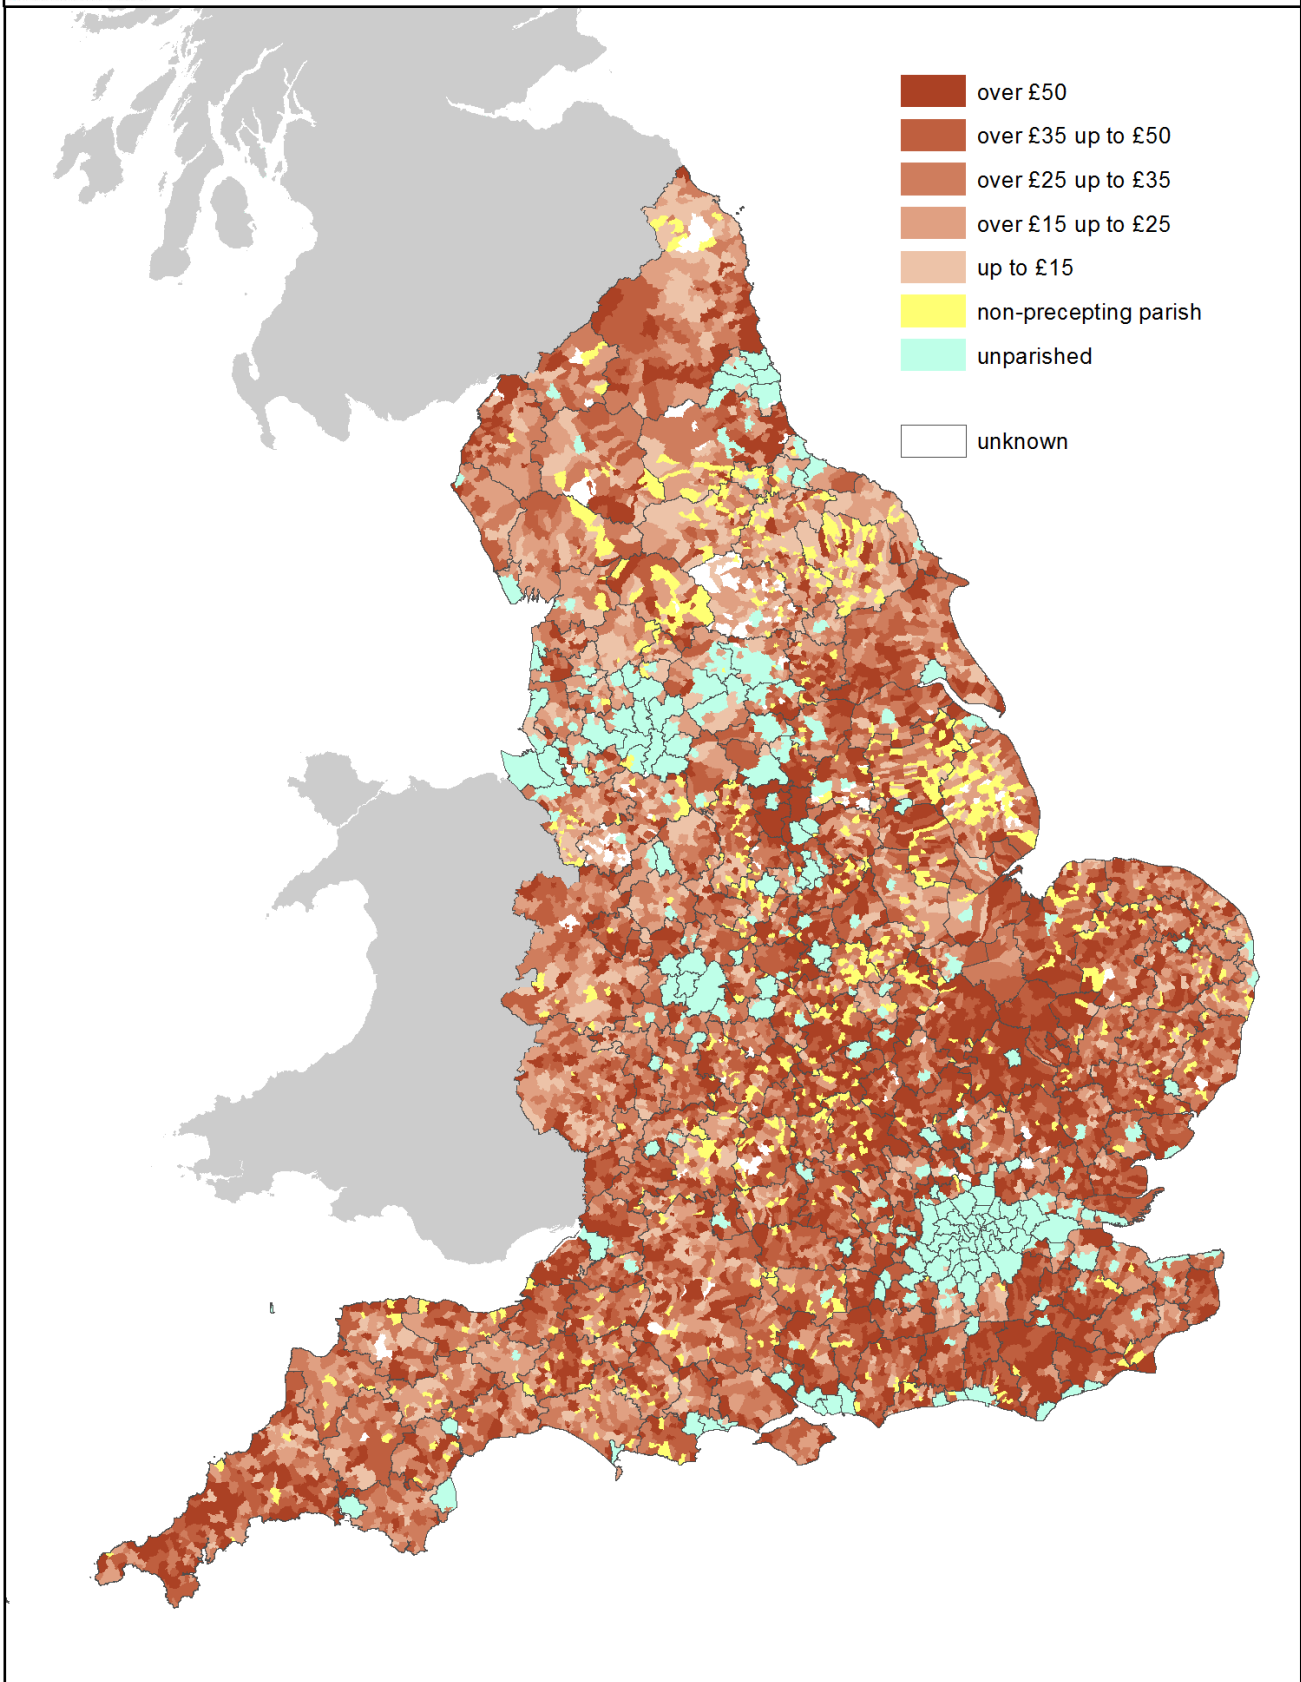 over £50
over £35 up to £50
over £25 up to £35
over £15 up to £25
up to £15
non-precepting parish
unparished
unknown